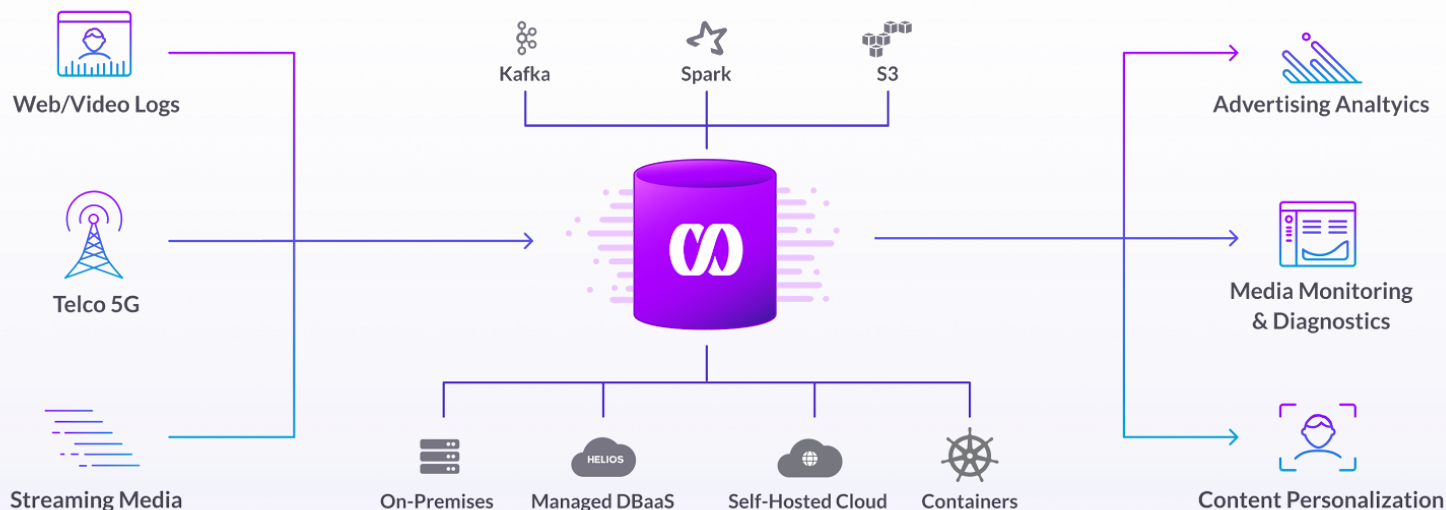 Web/Video Logs
Telco 5G
Streaming Media
Kafka
Spark
S3
HELIOS
On-Premises
Managed DBaaS
Self-Hosted Cloud
Containers
Advertising Analtyics
Media Monitoring
& Diagnostics
Content Personalization